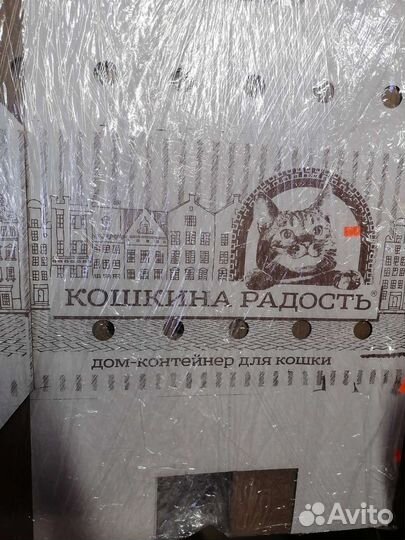 КОШКИНА РАДОСТЬ®
ДОМ-КОНТЕЙНЕР ДЛЯ КОШКИ
Avito